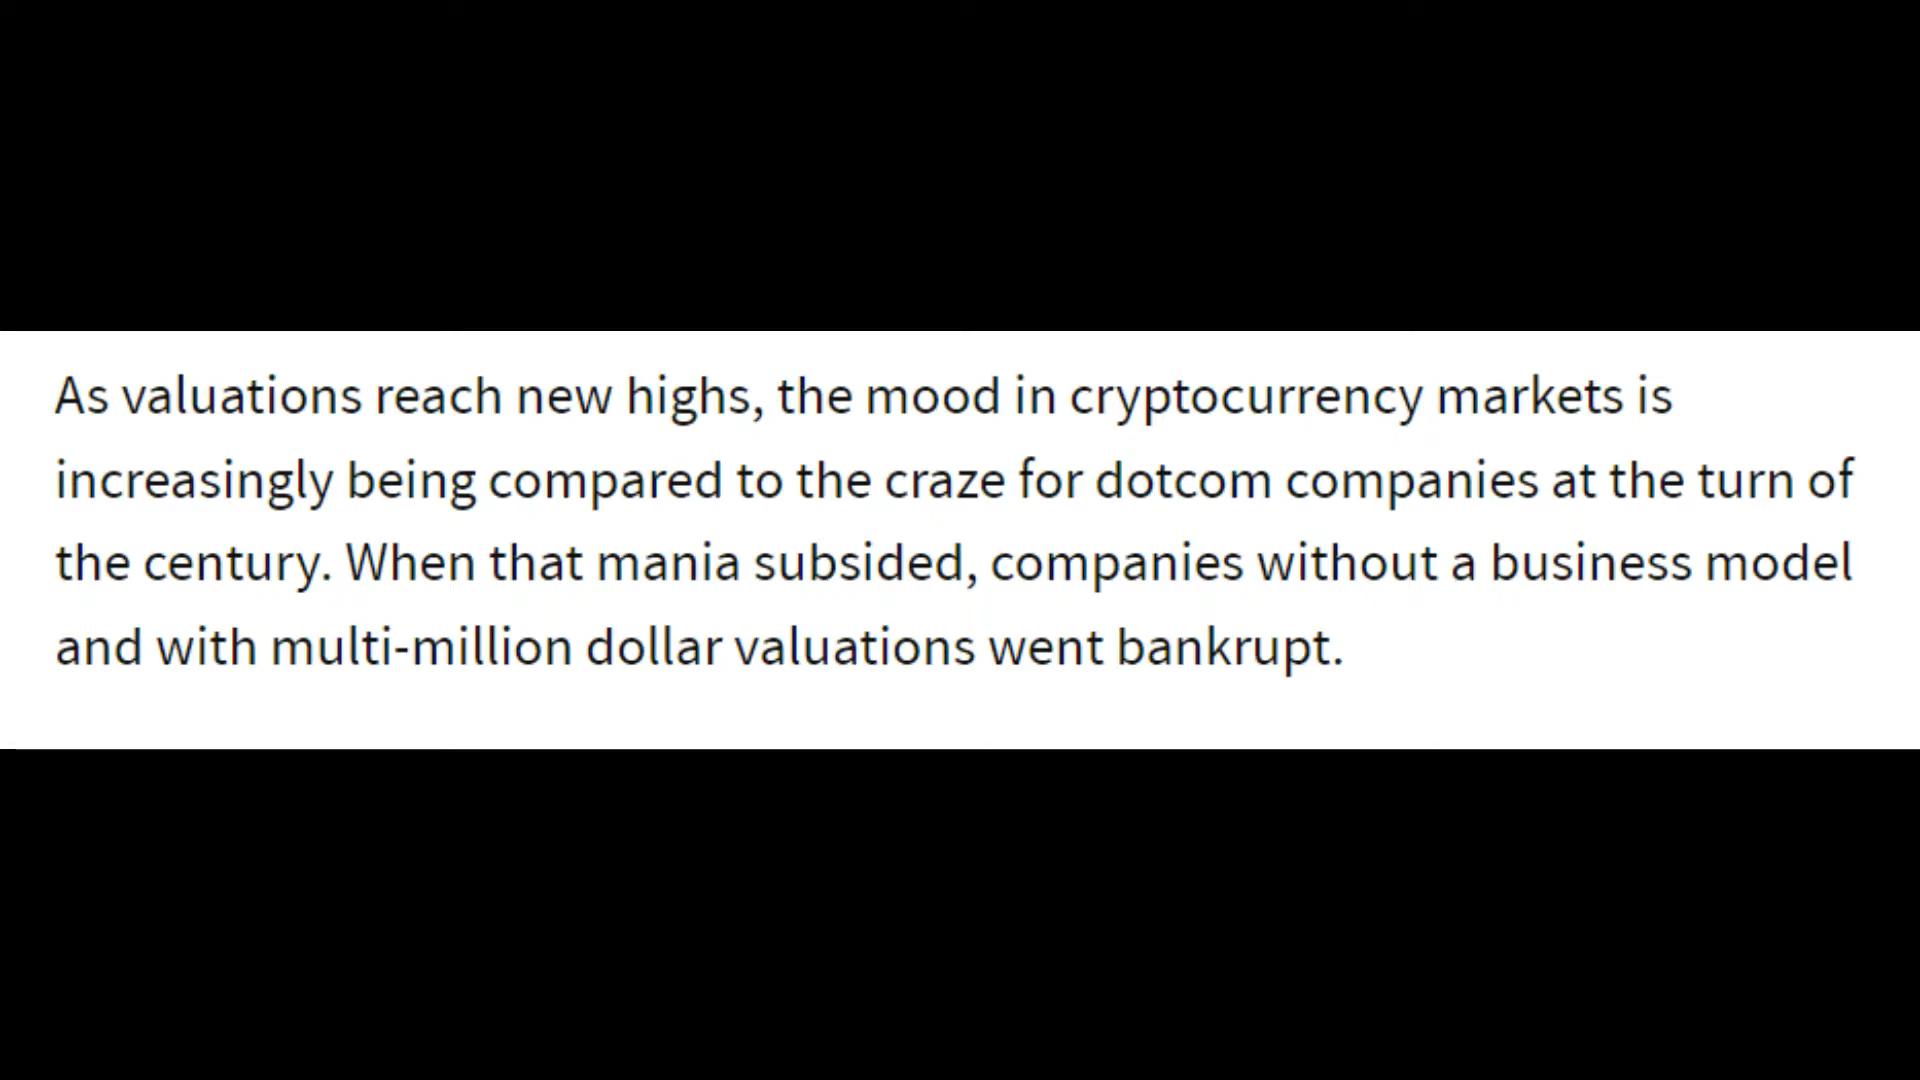 As valuations reach new highs, the mood in cryptocurrency markets is
increasingly being compared to the craze for dotcom companies at the turn of
the century. When that mania subsided, companies without a business model
and with multi-million dollar valuations went bankrupt.